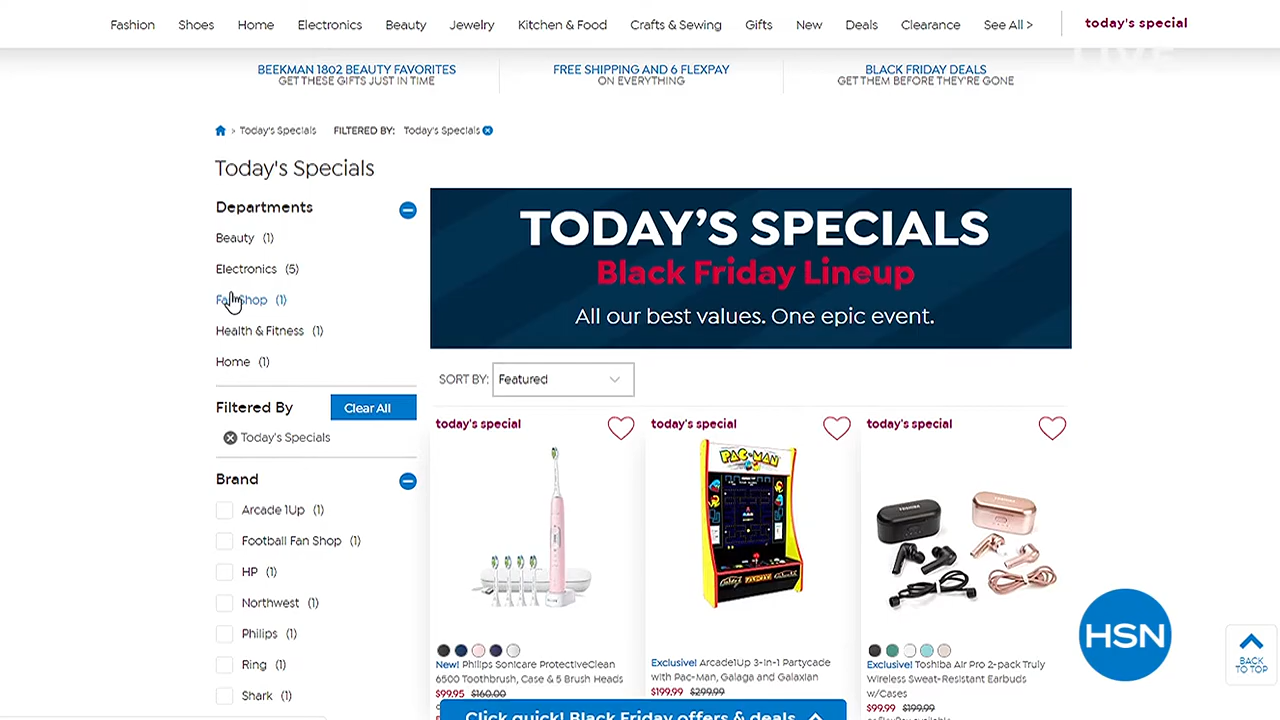 Fashion Shoes Home Electronics Beauty Jewelry Kitchen & Food Crafts & Sewing Gifts New Deals Clearance See All > today's special
BEEKMAN 1802 BEAUTY FAVORITES
GET THESE GIFTS JUST IN TIME
FREE SHIPPING AND 6 FLEXPAY
ON EVERYTHING
BLACK FRIDAY DEALS
GET THEM BEFORE THEY'RE GONE
> Today's Specials FILTERED BY: Today's Specials
Today's Specials
Departments
Beauty (1)
Electronics (5)
Fan Shop (1)
Health & Fitness (1)
Home (1)
Filtered By Clear All
Today's Specials
Brand
Arcade 1Up (1)
Football Fan Shop (1)
HP (1)
Northwest (1)
Philips (1)
Ring (1)
Shark (1)
TODAY'S SPECIALS
Black Friday Lineup
All our best values. One epic event.
SORT BY: Featured
today's special
PAC-MAN
today's special
today's special
New! Philips Sonicare ProtectiveClean
6500 Toothbrush, Case & 5 Brush Heads
$99.95 $160.00
Exclusive! Arcade1Up 3-in-1 Partycade
with Pac-Man, Galaga and Galaxian
$199.99 $299.99
Exclusive! Toshiba Air Pro 2-pack Truly
Wireless Sweat-Resistant Earbuds
w/Cases
$99.99 $199.99
Click quick! Black Friday offers & deals
HSN
BACK
TO TOP